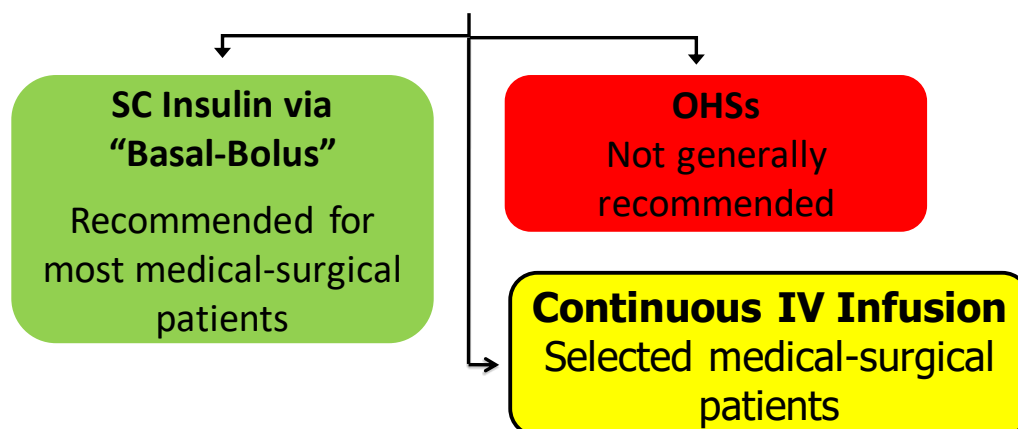 SC Insulin via
“Basal-Bolus”
Recommended for
most medical-surgical
patients
OHSs
Not generally
recommended
Continuous IV Infusion
Selected medical-surgical
patients